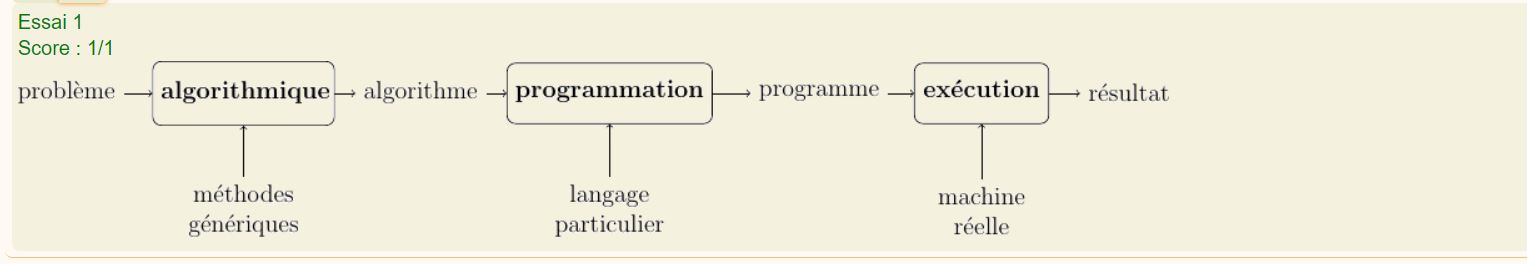 Essai 1
Score : 1/1
problème algorithmique algorithme programmation programme exécution résultat
méthodes langage machine
génériques particulier réelle